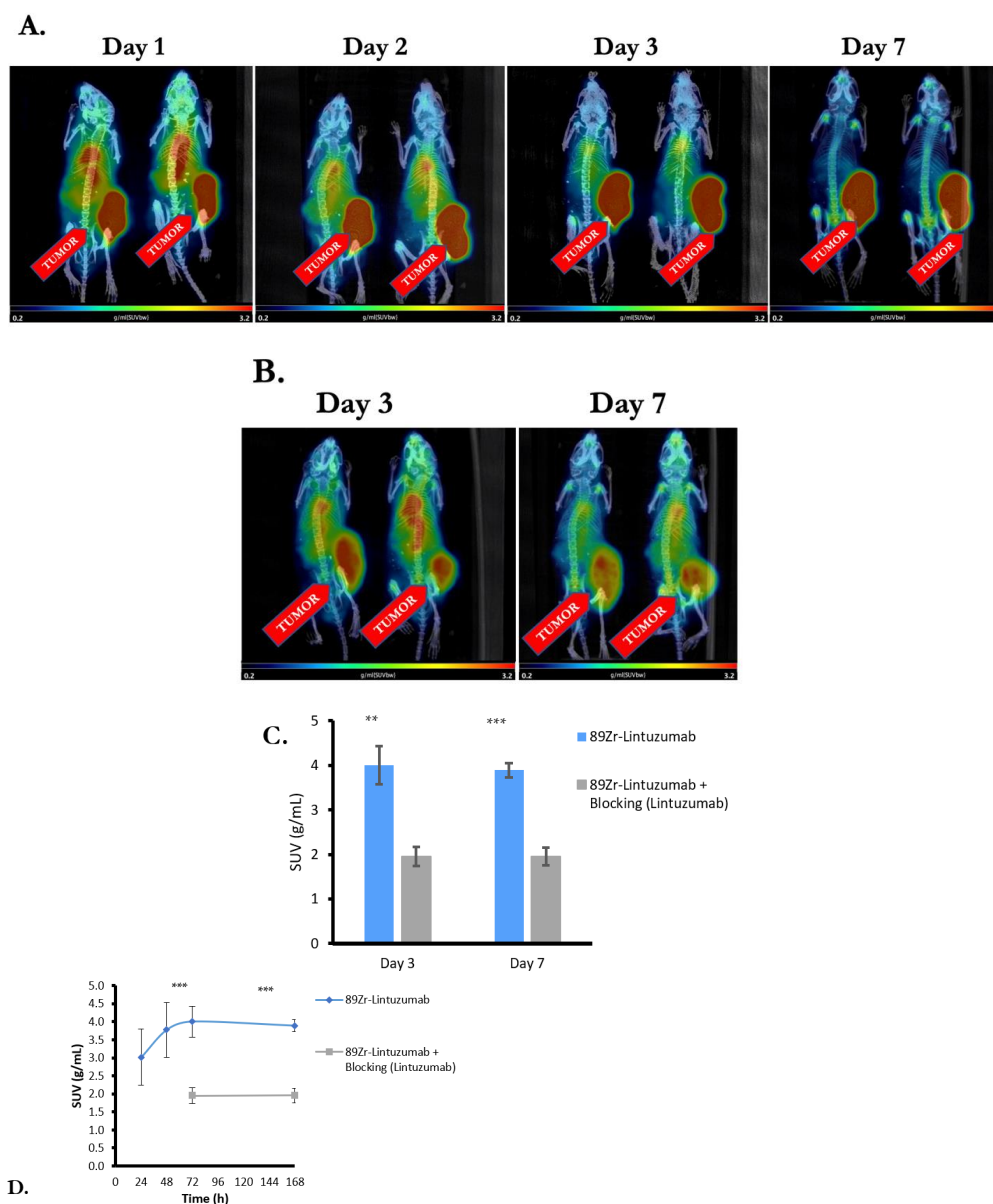 A.
Day 1
Day 2
Day 3
Day 7
TUMOR
TUMOR
TUMOR
TUMOR
TUMOR
TUMOR
TUMOR
TUMOR
0.2
g/ml(SUVbw)
3.2
0.2
g/ml(SUVbw)
3.2
0.2
g/ml(SUVbw)
3.2
0.2
g/ml(SUVbw)
3.2
B.
Day 3
Day 7
TUMOR
TUMOR
TUMOR
TUMOR
0.2
g/ml(SUVbw)
3.2
0.2
g/ml(SUVbw)
3.2
C.
SUV (g/mL)
5
4
3
2
1
0
**
***
Day 3
Day 7
89Zr-Lintuzumab
89Zr-Lintuzumab +
Blocking (Lintuzumab)
D.
SUV (g/mL)
5.0
4.5
4.0
3.5
3.0
2.5
2.0
1.5
1.0
0.5
0.0
***
***
0 24 48 72 96 120 144 168
Time (h)
89Zr-Lintuzumab
89Zr-Lintuzumab +
Blocking (Lintuzumab)